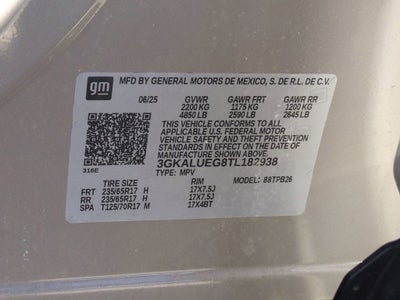 gm
MFD BY GENERAL MOTORS DE MEXICO, S. DE R.L. DE C.V.
06/25 GVWR GAWR FRT GAWR RR
2200 KG 1175 KG 1200 KG
4850 LB 2590 LB 2645 LB
THIS VEHICLE CONFORMS TO ALL
APPLICABLE U.S. FEDERAL MOTOR
VEHICLE SAFETY AND THEFT PREVENTION
STANDARDS IN EFFECT ON THE DATE OF
MANUFACTURE SHOWN ABOVE.
3GKALUEG8TL182938
316E TYPE: MPV MODEL: 88TPB26
TIRE SIZE RIM
FRT 235/65R17 H 17X7.5J
RR 235/65R17 H 17X7.5J
SPA T125/70R17 M 17X4BT